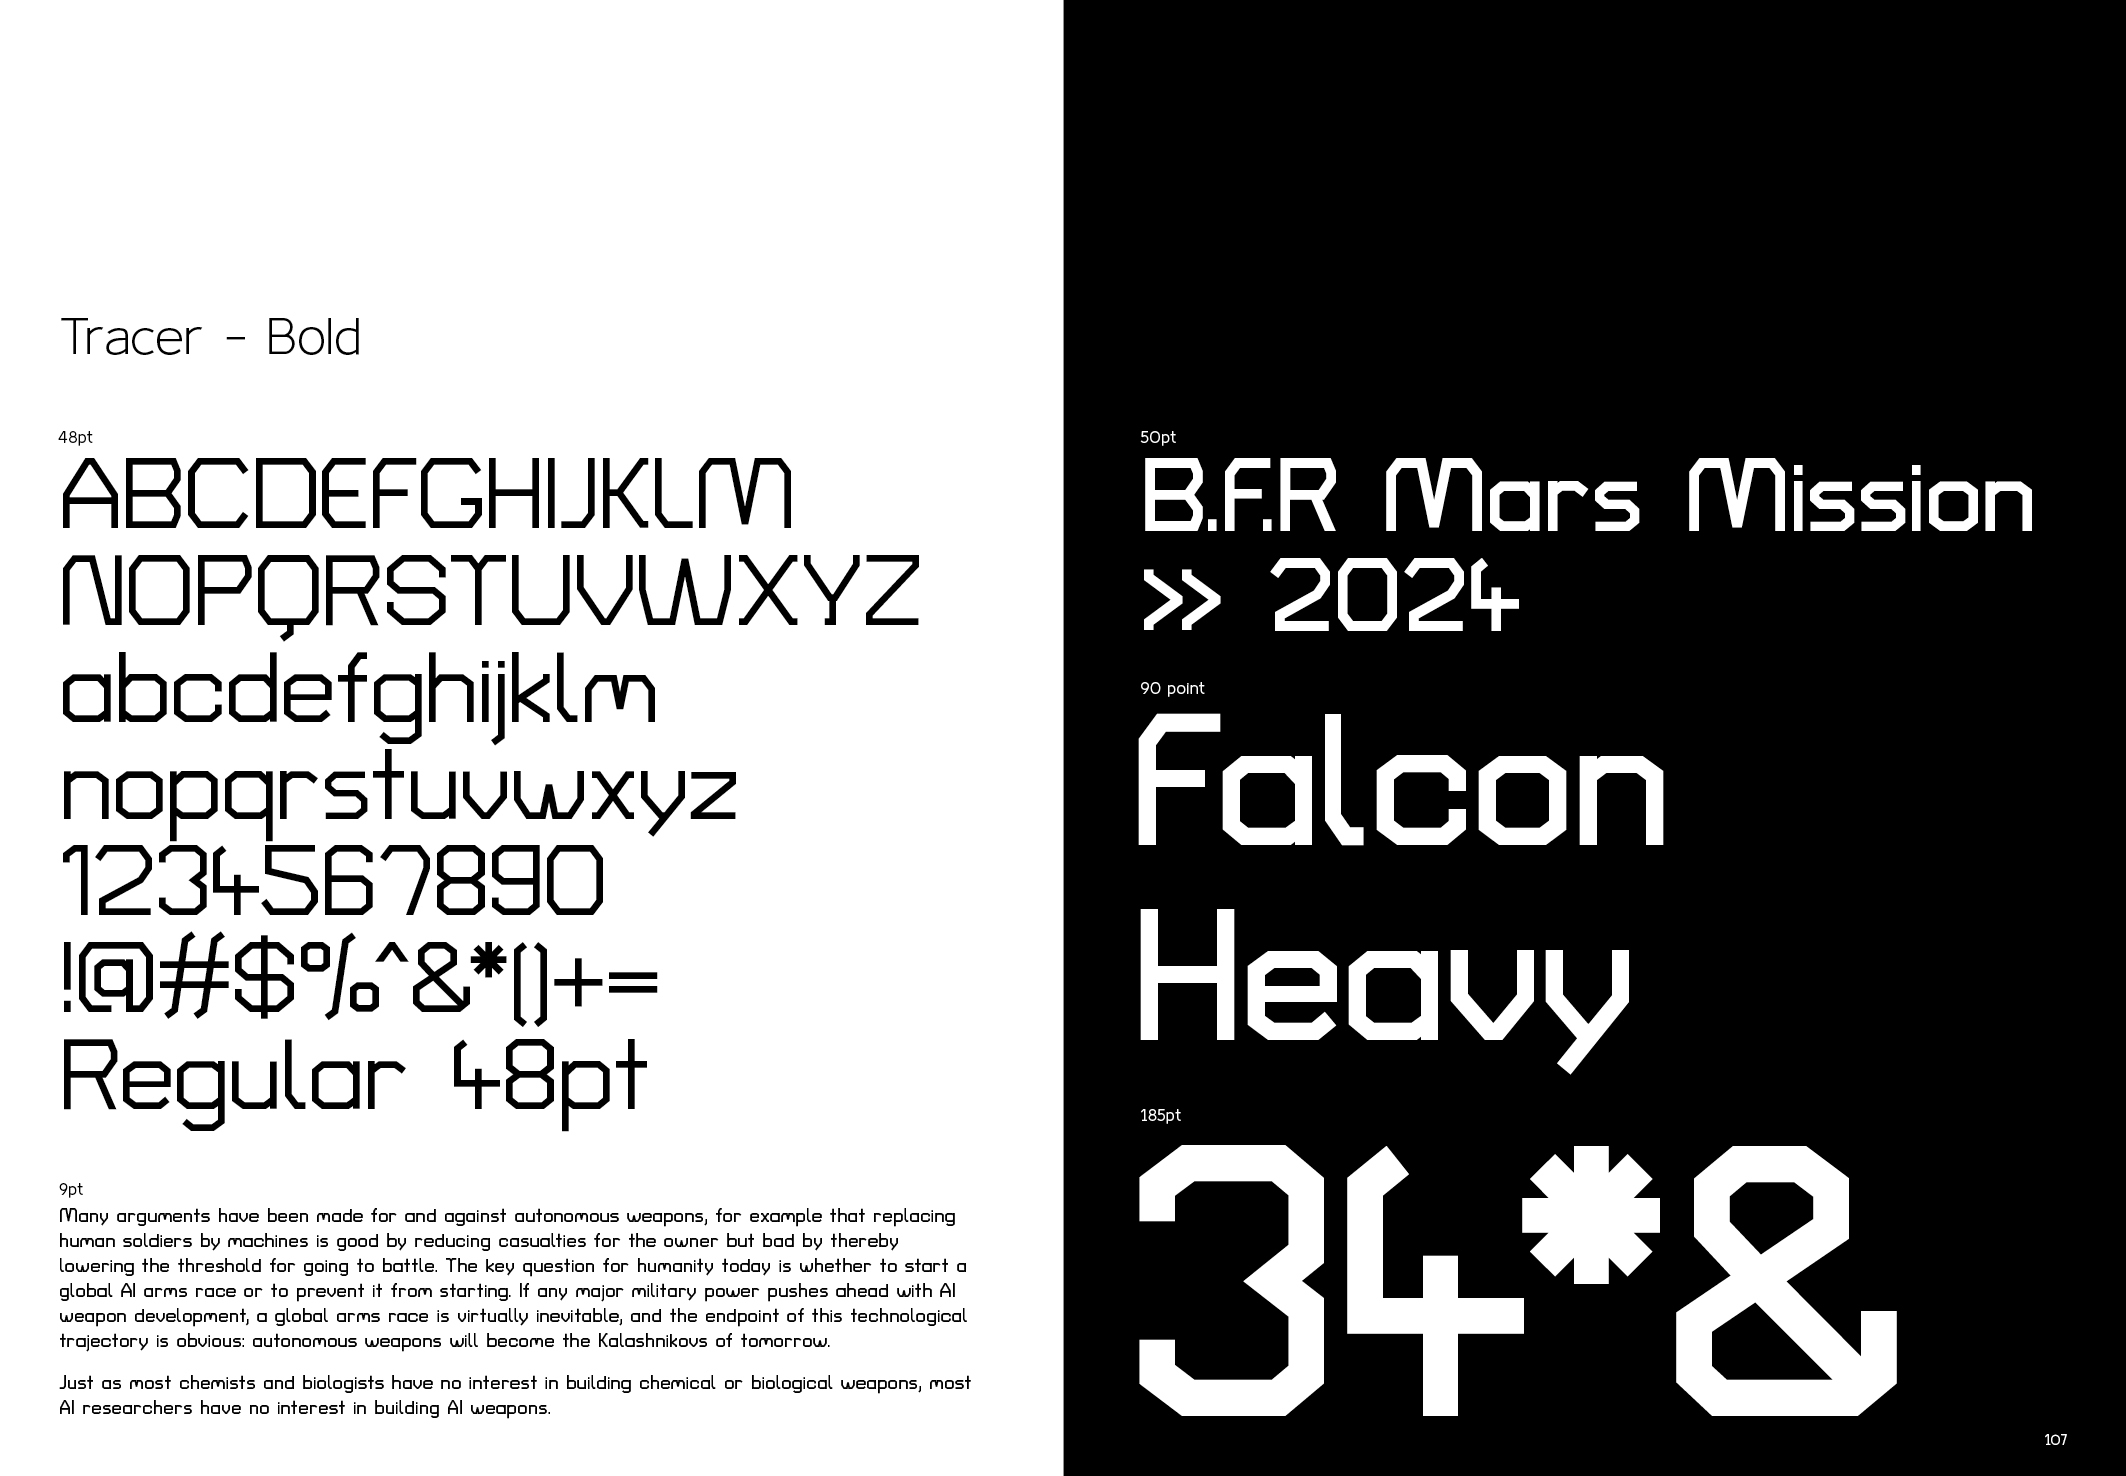 Tracer - Bold
48pt
ABCDEFGHIJKLM
NOPQRSTUVWXYZ
abcdefghijklm
nopqrstuvwxyz
1234567890
!@#$%^&*()+=
Regular 48pt
9pt
Many arguments have been made for and against autonomous weapons, for example that replacing
human soldiers by machines is good by reducing casualties for the owner but bad by thereby
lowering the threshold for going to battle. The key question for humanity today is whether to start a
global AI arms race or to prevent it from starting. If any major military power pushes ahead with AI
weapon development, a global arms race is virtually inevitable, and the endpoint of this technological
trajectory is obvious: autonomous weapons will become the Kalashnikovs of tomorrow.
Just as most chemists and biologists have no interest in building chemical or biological weapons, most
AI researchers have no interest in building AI weapons.
50pt
B.F.R Mars Mission
>> 2024
90 point
Falcon
Heavy
185pt
34*&
107